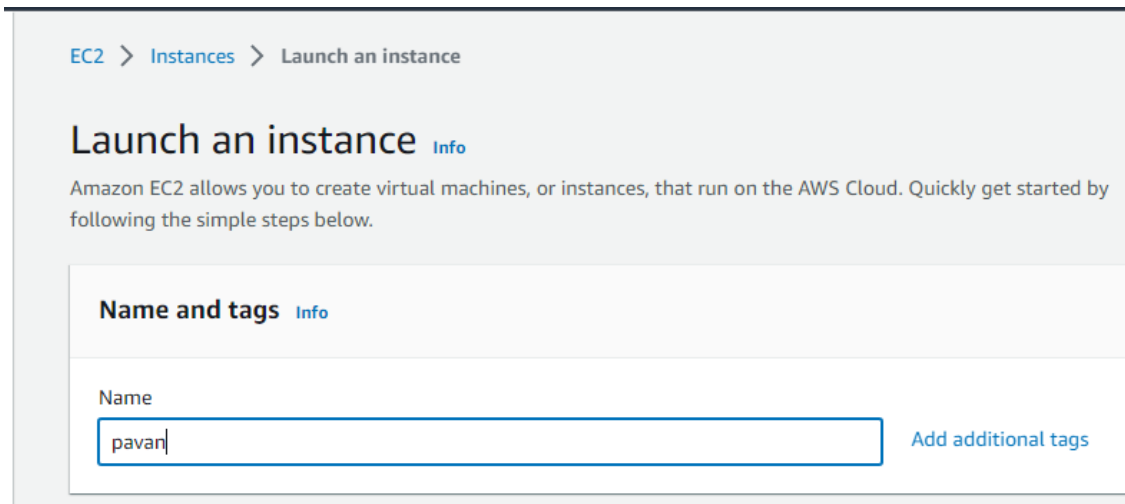 EC2 > Instances > Launch an instance
Launch an instance Info
Amazon EC2 allows you to create virtual machines, or instances, that run on the AWS Cloud. Quickly get started by
following the simple steps below.
Name and tags Info
Name
pavan Add additional tags